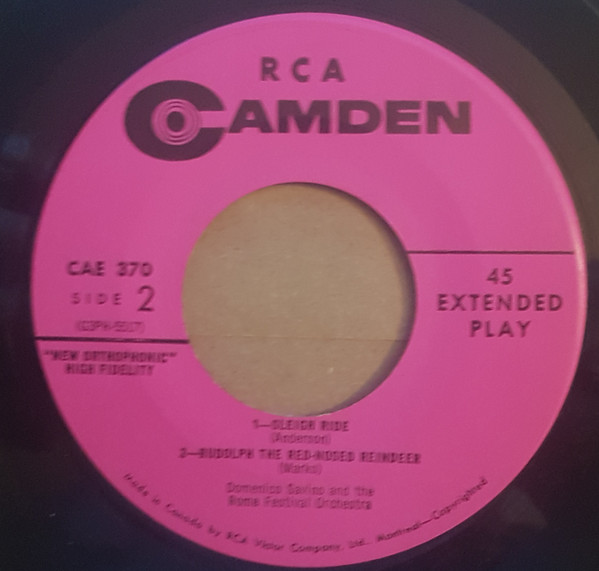 RCA
CAMDEN
CAE 370
SIDE 2
(G3PH-5017)
"NEW ORTHOPHONIC"
HIGH FIDELITY
45
EXTENDED
PLAY
1—SLEIGH RIDE
(Anderson)
2—RUDOLPH THE RED-NOSED REINDEER
(Marks)
Domenico Savino and the
Rome Festival Orchestra
Made in Canada by RCA Victor Company, Ltd., Montreal—Copyrighted